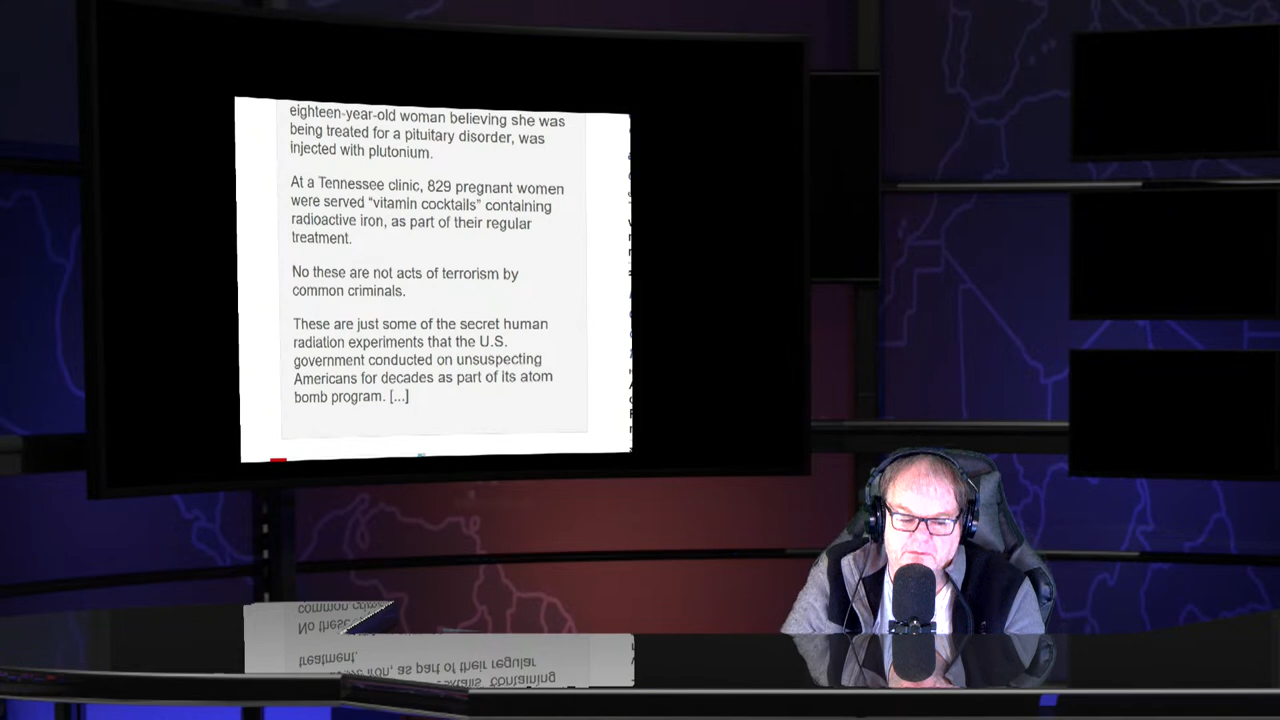 eighteen-year-old woman believing she was
being treated for a pituitary disorder, was
injected with plutonium.
At a Tennessee clinic, 829 pregnant women
were served “vitamin cocktails” containing
radioactive iron, as part of their regular
treatment.
No these are not acts of terrorism by
common criminals.
These are just some of the secret human
radiation experiments that the U.S.
government conducted on unsuspecting
Americans for decades as part of its atom
bomb program. [...]